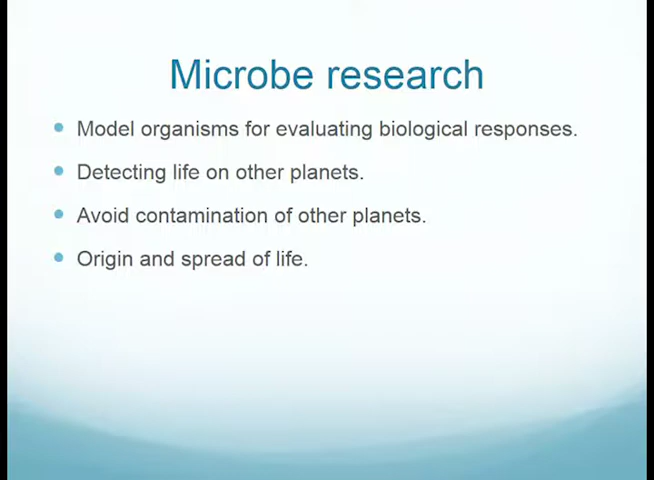 Microbe research
Model organisms for evaluating biological responses.
Detecting life on other planets.
Avoid contamination of other planets.
Origin and spread of life.